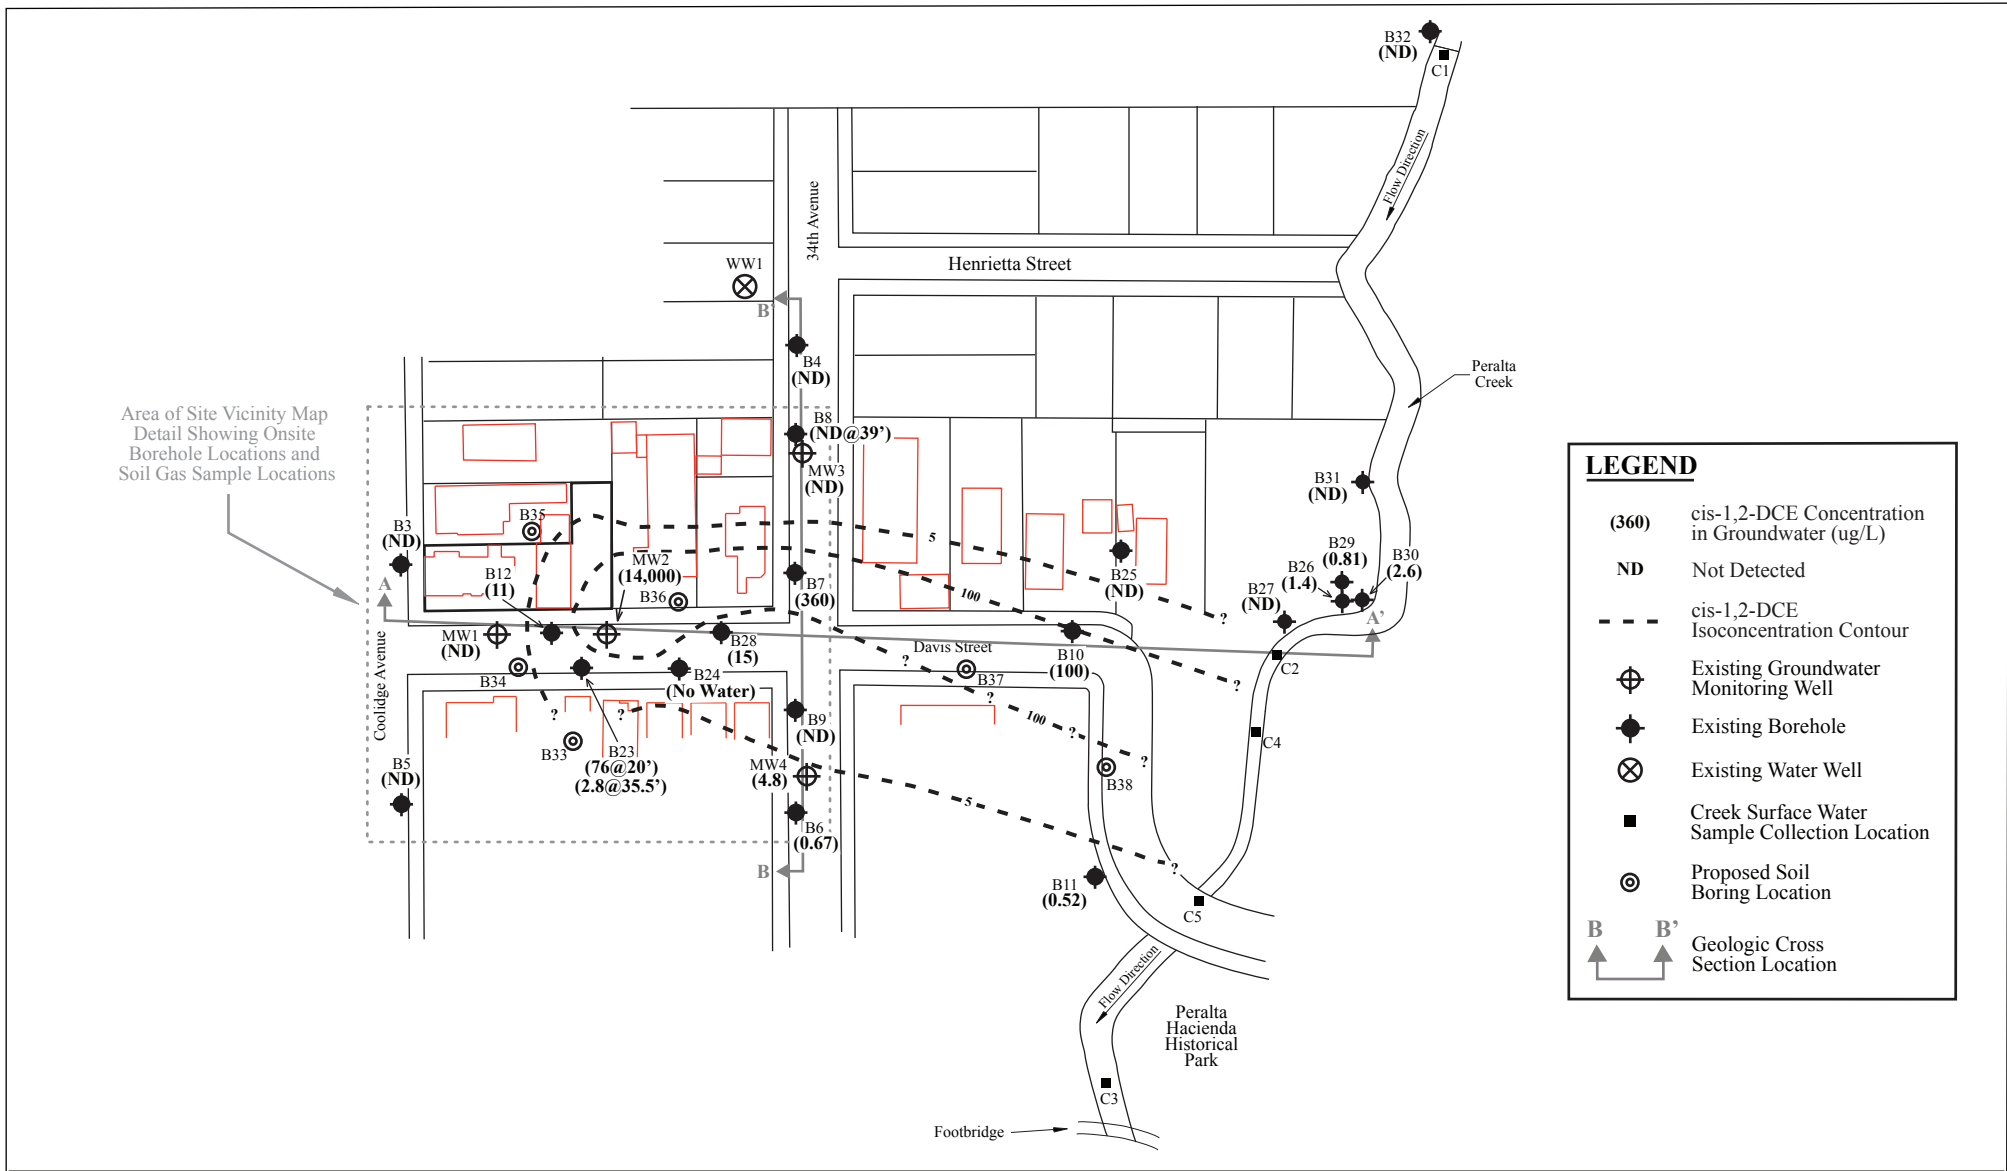 B32
(ND)
C1
Flow Direction
34th Avenue
WW1
Henrietta Street
B'
B4
(ND)
Peralta
Creek
Area of Site Vicinity Map
Detail Showing Onsite
Borehole Locations and
Soil Gas Sample Locations
B8
(ND@39’)
MW3
(ND)
B31
(ND)
B3
(ND)
B35
5
B12
(11)
MW2
(14,000)
B36
B7
(360)
100
B25
(ND)
B29
(0.81)
B26
(1.4)
B30
(2.6)
B27
(ND)
?
A
A'
MW1
(ND)
B28
(15)
Davis Street
B10
(100)
C2
?
B34
B24
(No Water)
?
B37
?
Coolidge Avenue
?
?
B9
(ND)
100
?
C4
B33
B23
(76@20’)
(2.8@35.5’)
MW4
(4.8)
?
B38
B5
(ND)
5
B6
(0.67)
?
B
B11
(0.52)
C5
Flow Direction
Peralta
Hacienda
Historical
Park
C3
Footbridge
LEGEND
(360)
cis-1,2-DCE Concentration
in Groundwater (ug/L)
ND
Not Detected
cis-1,2-DCE
Isoconcentration Contour
Existing Groundwater
Monitoring Well
Existing Borehole
Existing Water Well
Creek Surface Water
Sample Collection Location
Proposed Soil
Boring Location
B
B’
Geologic Cross
Section Location